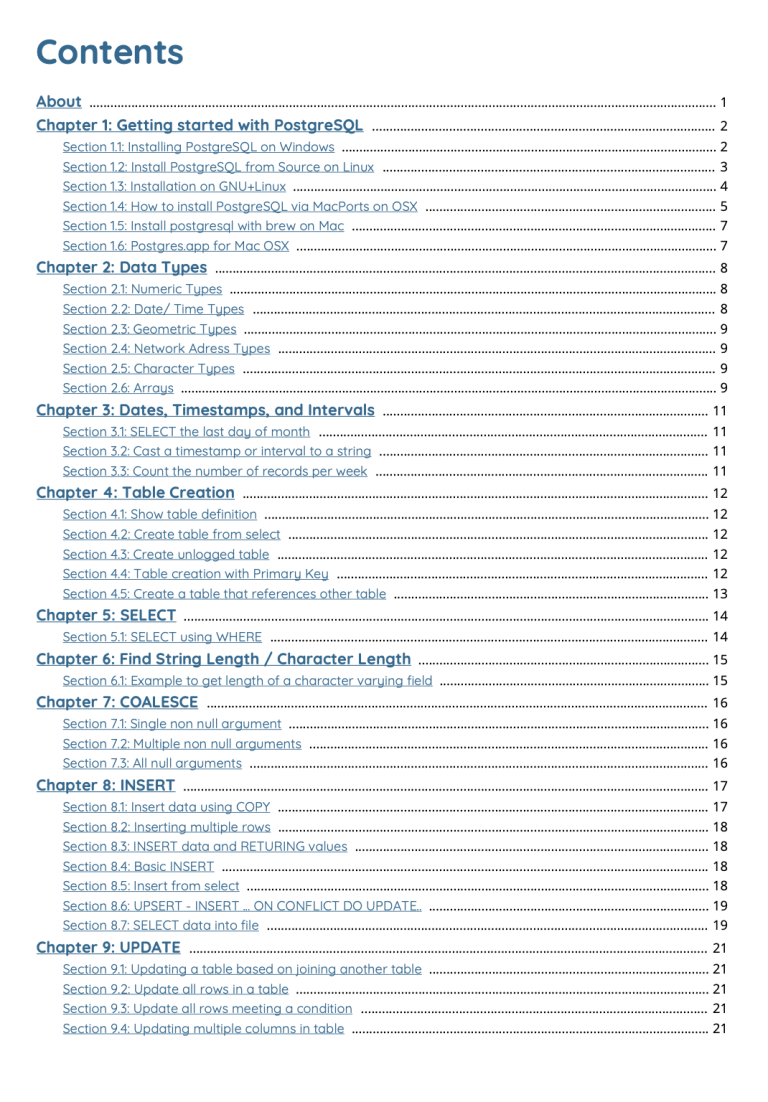 Contents
About ........ 1
Chapter 1: Getting started with PostgreSQL ........ 2
Section 1.1: Installing PostgreSQL on Windows ........ 2
Section 1.2: Install PostgreSQL from Source on Linux ........ 3
Section 1.3: Installation on GNU+Linux ........ 4
Section 1.4: How to install PostgreSQL via MacPorts on OSX ........ 5
Section 1.5: Install postgresql with brew on Mac ........ 7
Section 1.6: Postgres.app for Mac OSX ........ 7
Chapter 2: Data Types ........ 8
Section 2.1: Numeric Types ........ 8
Section 2.2: Date/ Time Types ........ 8
Section 2.3: Geometric Types ........ 9
Section 2.4: Network Adress Types ........ 9
Section 2.5: Character Types ........ 9
Section 2.6: Arrays ........ 9
Chapter 3: Dates, Timestamps, and Intervals ........ 11
Section 3.1: SELECT the last day of month ........ 11
Section 3.2: Cast a timestamp or interval to a string ........ 11
Section 3.3: Count the number of records per week ........ 11
Chapter 4: Table Creation ........ 12
Section 4.1: Show table definition ........ 12
Section 4.2: Create table from select ........ 12
Section 4.3: Create unlogged table ........ 12
Section 4.4: Table creation with Primary Key ........ 12
Section 4.5: Create a table that references other table ........ 13
Chapter 5: SELECT ........ 14
Section 5.1: SELECT using WHERE ........ 14
Chapter 6: Find String Length / Character Length ........ 15
Section 6.1: Example to get length of a character varying field ........ 15
Chapter 7: COALESCE ........ 16
Section 7.1: Single non null argument ........ 16
Section 7.2: Multiple non null arguments ........ 16
Section 7.3: All null arguments ........ 16
Chapter 8: INSERT ........ 17
Section 8.1: Insert data using COPY ........ 17
Section 8.2: Inserting multiple rows ........ 18
Section 8.3: INSERT data and RETURING values ........ 18
Section 8.4: Basic INSERT ........ 18
Section 8.5: Insert from select ........ 18
Section 8.6: UPSERT - INSERT ... ON CONFLICT DO UPDATE.. ........ 19
Section 8.7: SELECT data into file ........ 19
Chapter 9: UPDATE ........ 21
Section 9.1: Updating a table based on joining another table ........ 21
Section 9.2: Update all rows in a table ........ 21
Section 9.3: Update all rows meeting a condition ........ 21
Section 9.4: Updating multiple columns in table ........ 21